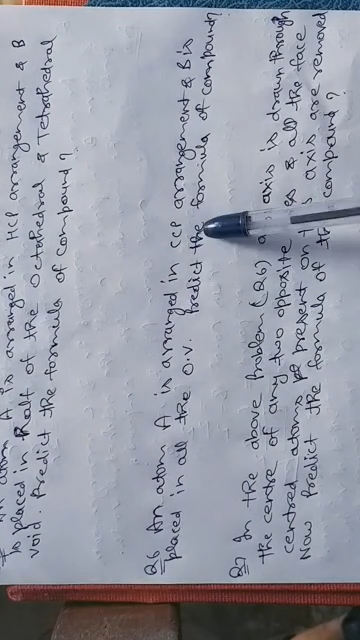 An atom A is arranged in HCP arrangement & B
is placed in Half of the Octahedral & Tetrahedral
void. Predict the formula of compound?
Q6 An atom A is arranged in CCP arrangement & B is
placed in all the O.V. Predict the formula of compound?
Q7 In the above problem (Q6) axis is drawn through
the centre of any two opposite & all the face
centred atoms present on axis are removed
Now Predict the formula of compound?